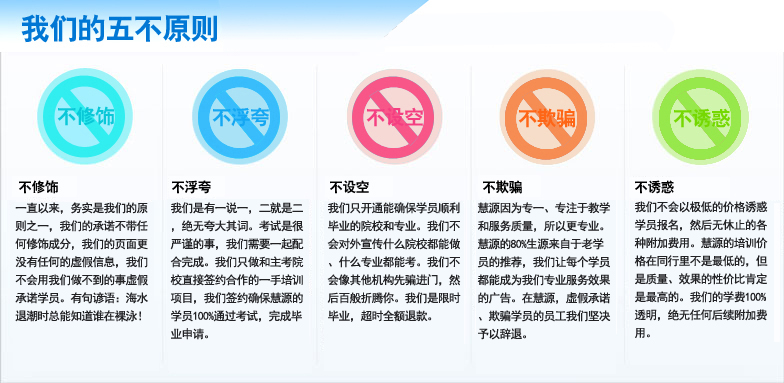 我们的五不原则
不修饰
不浮夸
不设空
不欺骗
不诱惑
不修饰
一直以来，务实是我们的原
则之一，我们的承诺不带任
何修饰成分，我们的页面更
没有任何的虚假信息，我们
不会用我们做不到的事虚假
承诺学员。有句谚语：海水
退潮时总能知道谁在裸泳！
不浮夸
我们是有一说一，二就是二
，绝无夸大其词。考试是很
严谨的事，我们需要一起配
合完成。我们只做和主考院
校直接签约合作的一手培训
项目，我们签约确保慧源的
学员100%通过考试，完成毕
业申请。
不设空
我们只开通能确保学员顺利
毕业的院校和专业。我们不
会对外宣传什么院校都能做
、什么专业都能考。我们不
会像其他机构先骗进门，然
后百般折腾你。我们是限时
毕业，超时全额退款。
不欺骗
慧源因为专一、专注于教学
和服务质量，所以更专业。
慧源的80%生源来自于老学
员的推荐，我们让每个学员
都能成为我们专业服务效果
的广告。在慧源，虚假承诺
、欺骗学员的员工我们坚决
予以辞退。
不诱惑
我们不会以极低的价格诱惑
学员报名，然后无休止的各
种附加费用。慧源的培训价
格在同行里不是最低的，但
是质量、效果的性价比肯定
是最高的。我们的学费100%
透明，绝无任何后续附加费
用。